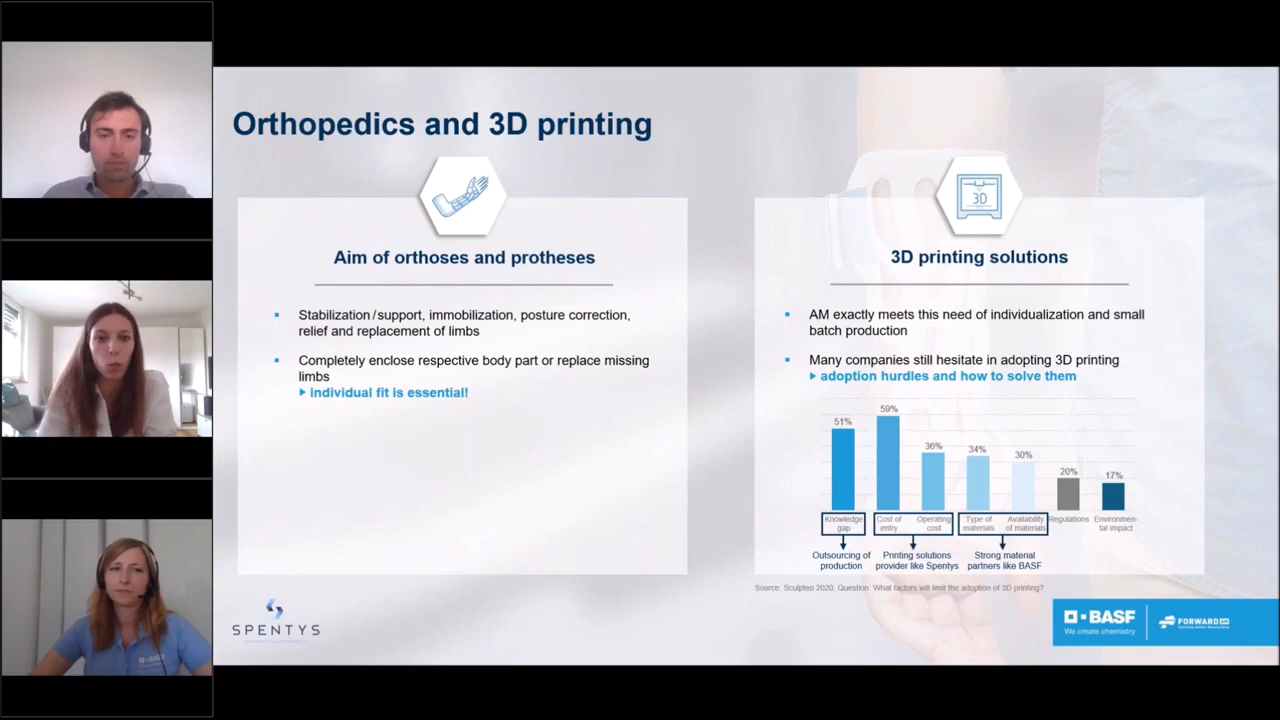 Orthopedics and 3D printing
Aim of orthoses and protheses
Stabilization/support, immobilization, posture correction,
relief and replacement of limbs
Completely enclose respective body part or replace missing
limbs
individual fit is essential!
3D
3D printing solutions
AM exactly meets this need of individualization and small
batch production
Many companies still hesitate in adopting 3D printing
adoption hurdles and how to solve them
51%
59%
36%
34%
30%
20%
17%
Knowledge
gap
Cost of
entry
Operating
cost
Type of
materials
Availability
of materials
Regulations
Environmen-
tal impact
Outsourcing of
production
Printing solutions
provider like Spentys
Strong material
partners like BASF
Source: Sculpteo 2020. Question: What factors will limit the adoption of 3D printing?
SPENTYS
BASF
We create chemistry
FORWARD AM
BASF